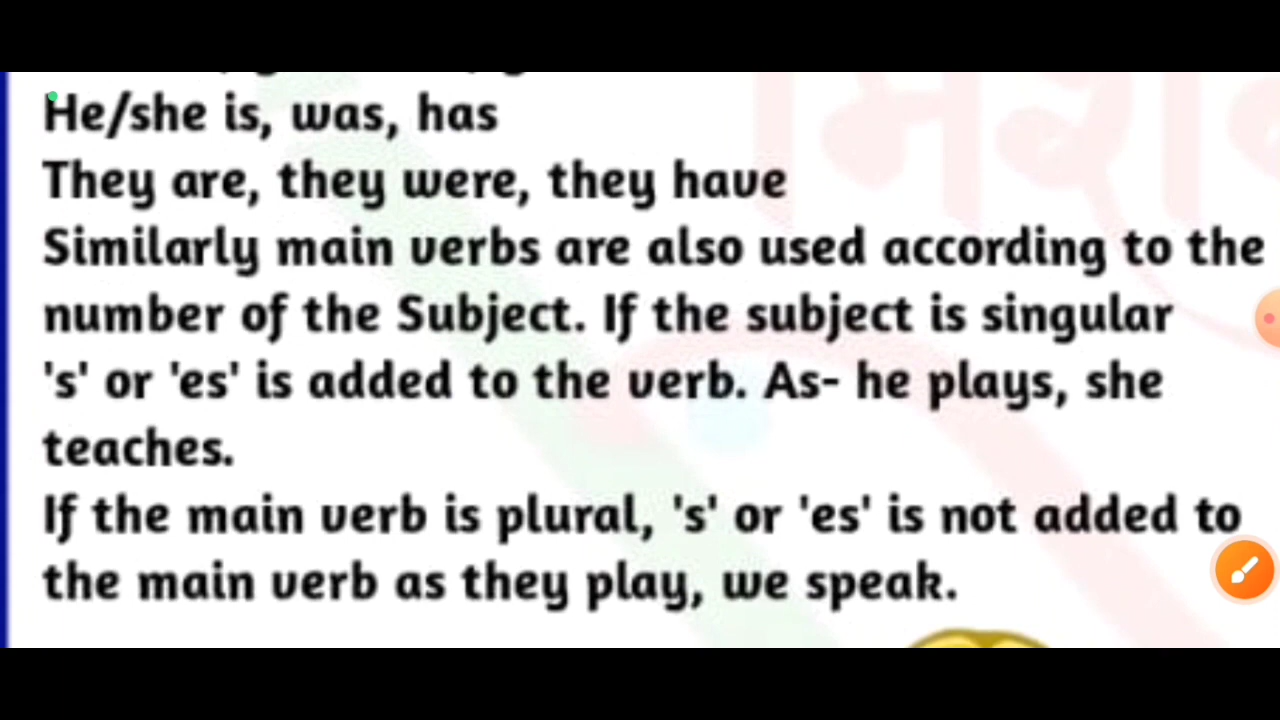 He/she is, was, has
They are, they were, they have
Similarly main verbs are also used according to the
number of the Subject. If the subject is singular
's' or 'es' is added to the verb. As- he plays, she
teaches.
If the main verb is plural, 's' or 'es' is not added to
the main verb as they play, we speak.